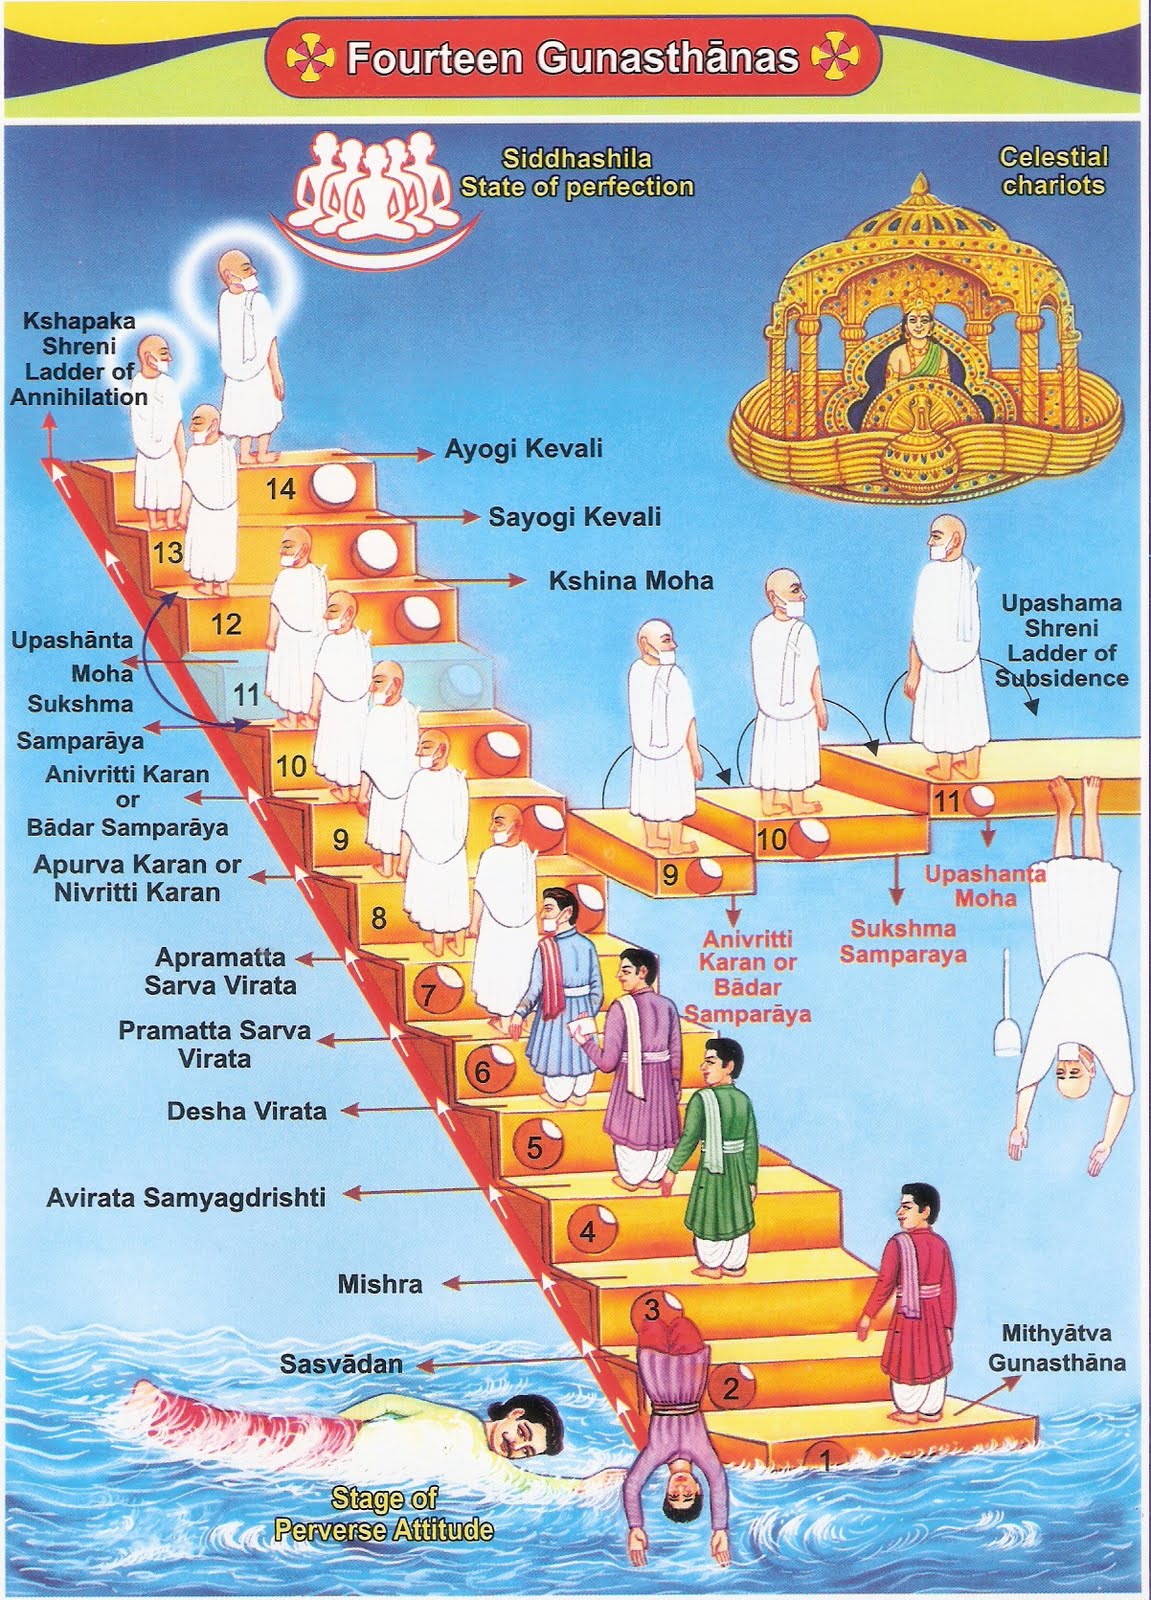 Fourteen Gunasthānas
Siddhashila
State of perfection
Celestial
chariots
Kshapaka
Shreni
Ladder of
Annihilation
Ayogi Kevali
14
Sayogi Kevali
13
Kshina Moha
12
Upashānta
Moha
11
Sukshma
Samparāya
10
Anivritti Karan
or
Bādar Samparāya
9
Apurva Karan or
Nivritti Karan
8
Apramatta
Sarva Virata
7
Pramatta Sarva
Virata
6
Desha Virata
5
Avirata Samyagdrishti
4
Mishra
3
Sasvādan
2
Mithyātva
Gunasthāna
1
Upashama
Shreni
Ladder of
Subsidence
11
Upashanta
Moha
10
Sukshma
Samparaya
9
Anivritti
Karan or
Bādar
Samparāya
Stage of
Perverse Attitude